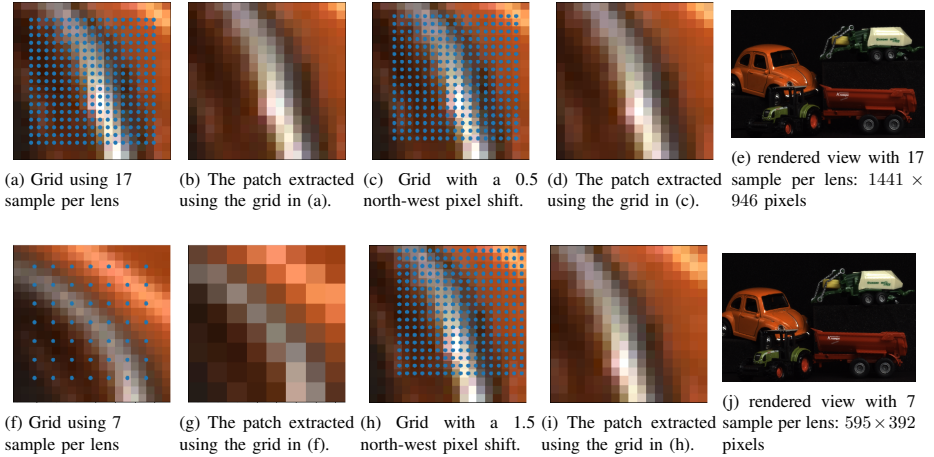 (a) Grid using 17
sample per lens
(b) The patch extracted
using the grid in (a).
(c) Grid with a 0.5
north-west pixel shift.
(d) The patch extracted
using the grid in (c).
(e) rendered view with 17
sample per lens: 1441 ×
946 pixels
(f) Grid using 7
sample per lens
(g) The patch extracted
using the grid in (f).
(h) Grid with a 1.5
north-west pixel shift.
(i) The patch extracted
using the grid in (h).
(j) rendered view with 7
sample per lens: 595×392
pixels